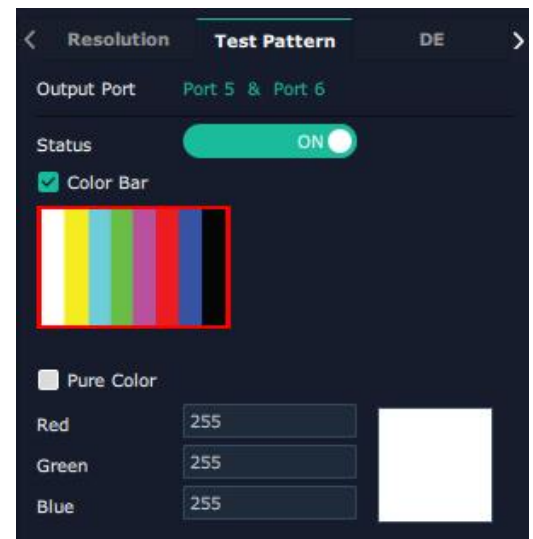 < Resolution Test Pattern DE >
Output Port Port 5 & Port 6
Status ON
Color Bar
Pure Color
Red 255
Green 255
Blue 255